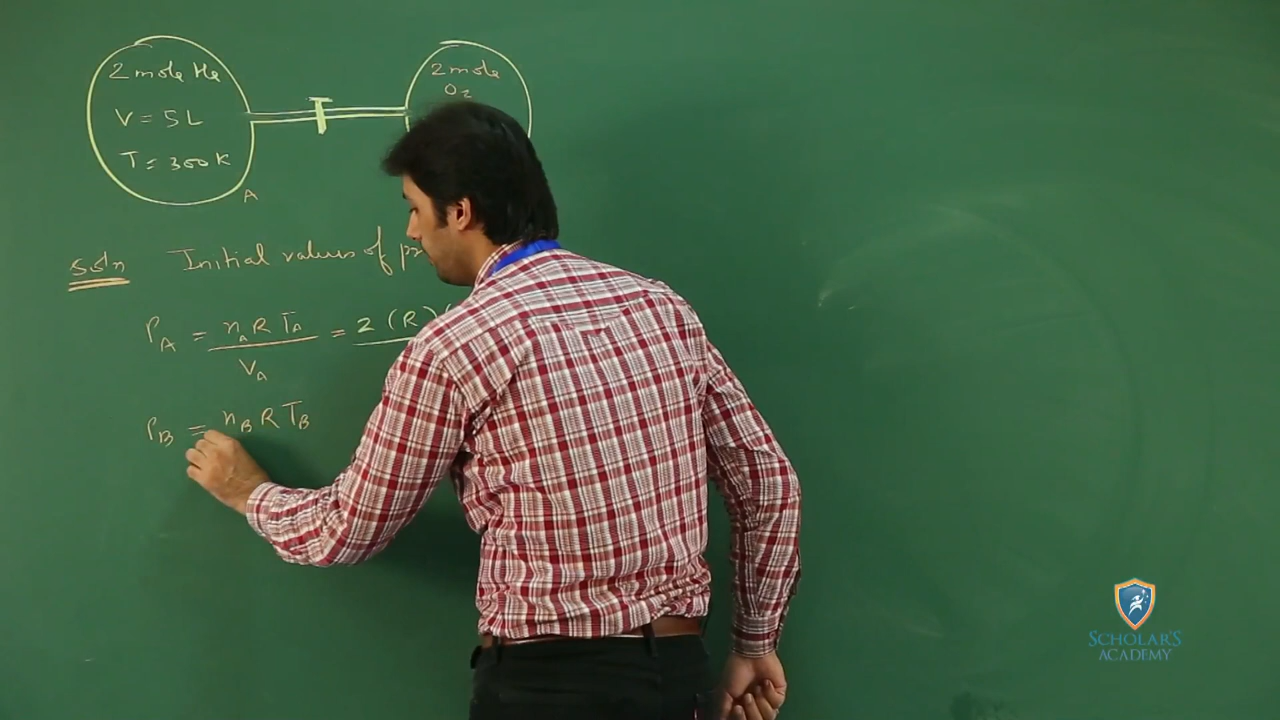 2 mole He
V = 5 L
T = 300 K
A
2 mole
O2
Soln Initial values of
PA = nA R TA = 2 (R)
VA
PB = nB R TB
SCHOLAR'S
ACADEMY